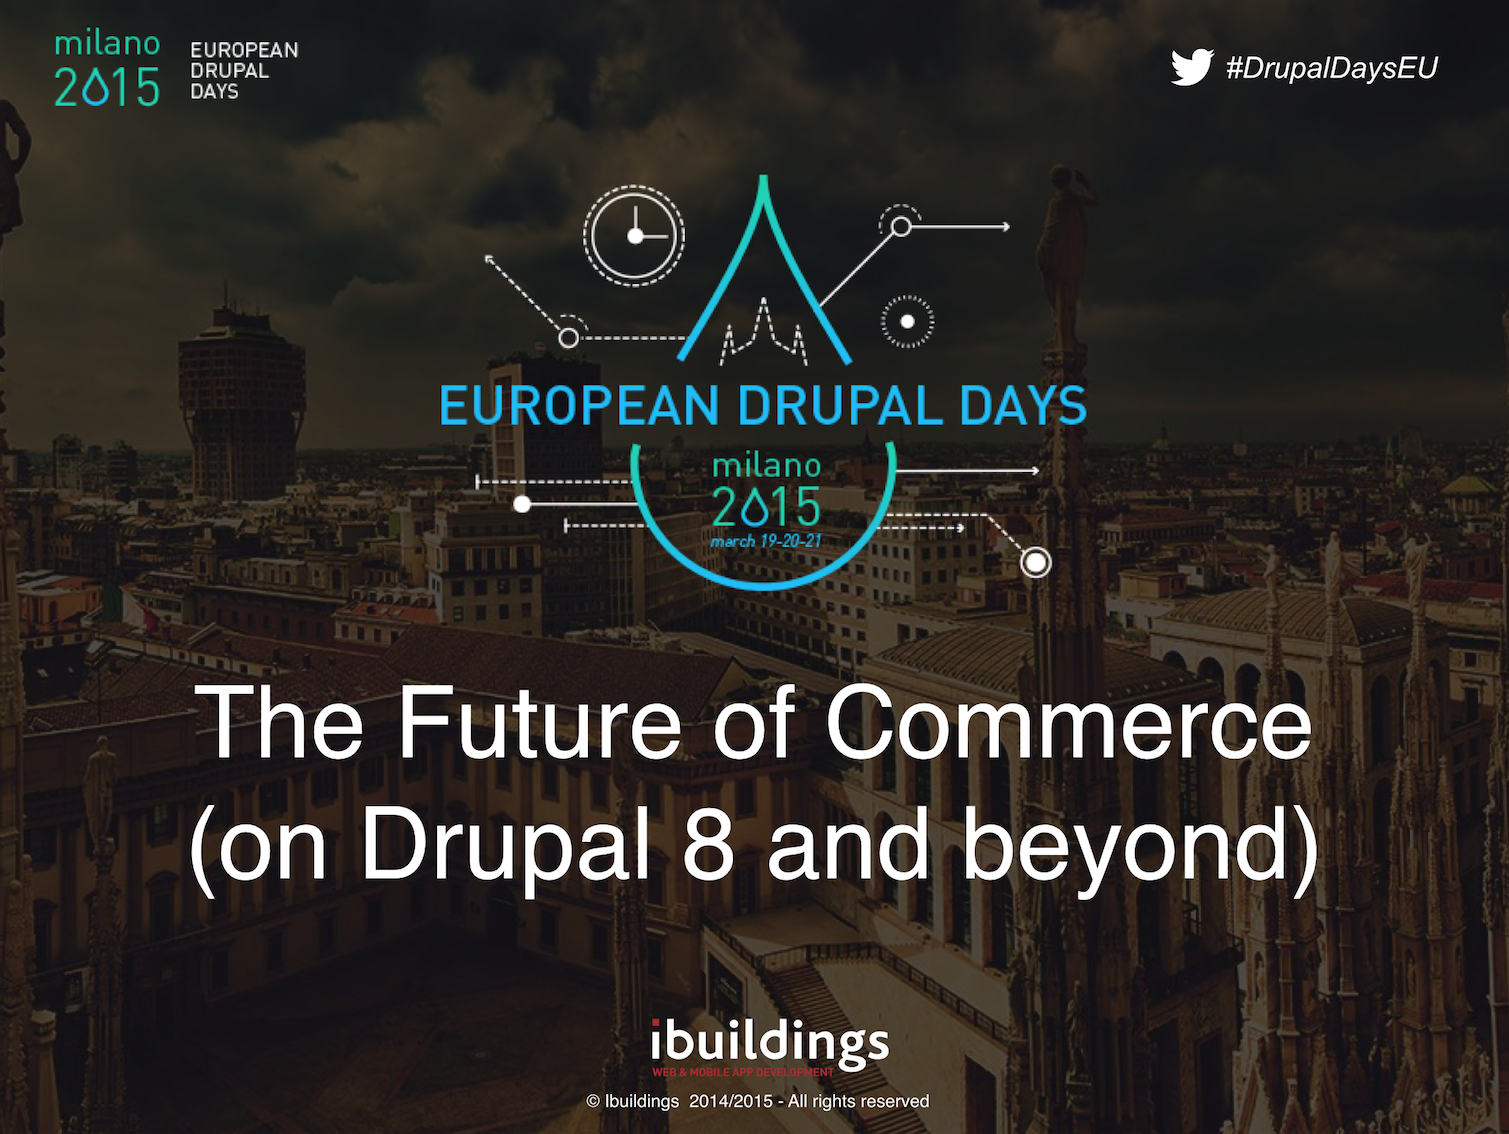 milano
2015
EUROPEAN
DRUPAL
DAYS
#DrupalDaysEU
EUROPEAN DRUPAL DAYS
milano
2015
march 19-20-21
The Future of Commerce
(on Drupal 8 and beyond)
ibuildings
WEB & MOBILE APP DEVELOPMENT
© Ibuildings 2014/2015 - All rights reserved